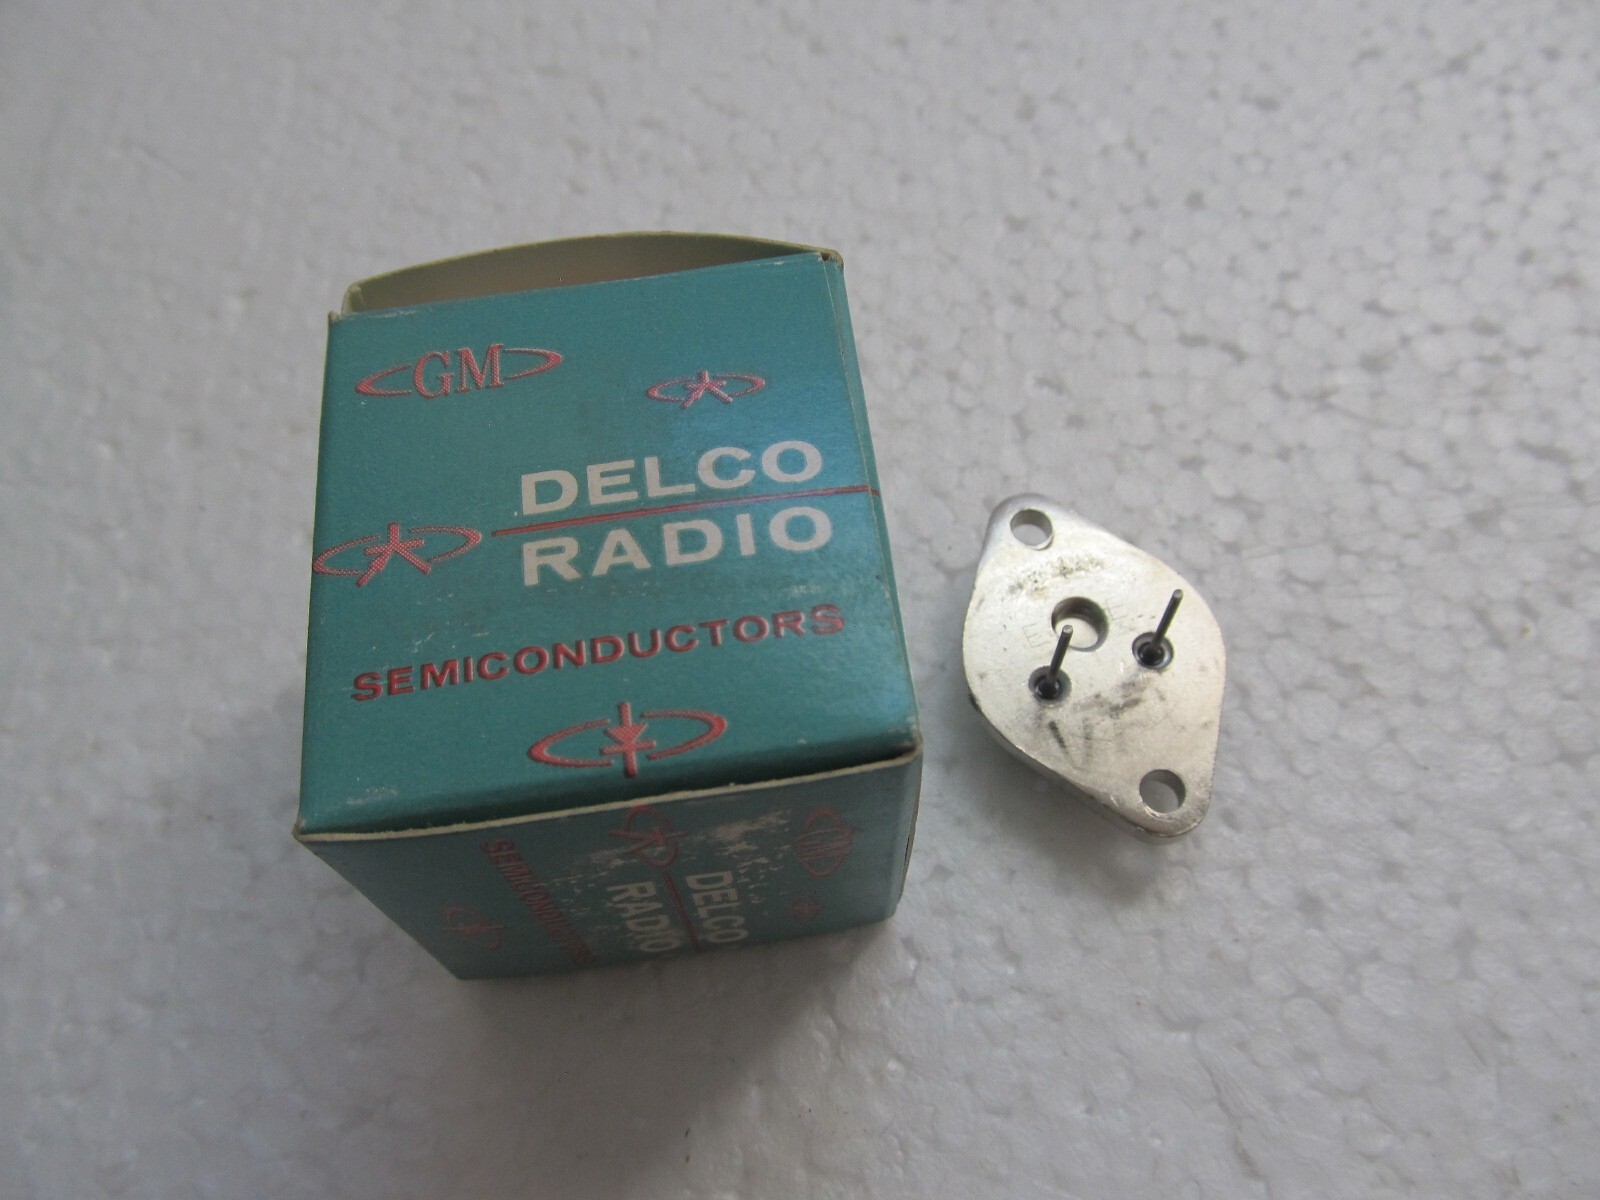 GM
DELCO
RADIO
SEMICONDUCTORS
GM
DELCO
RADIO
SEMICONDUCTORS